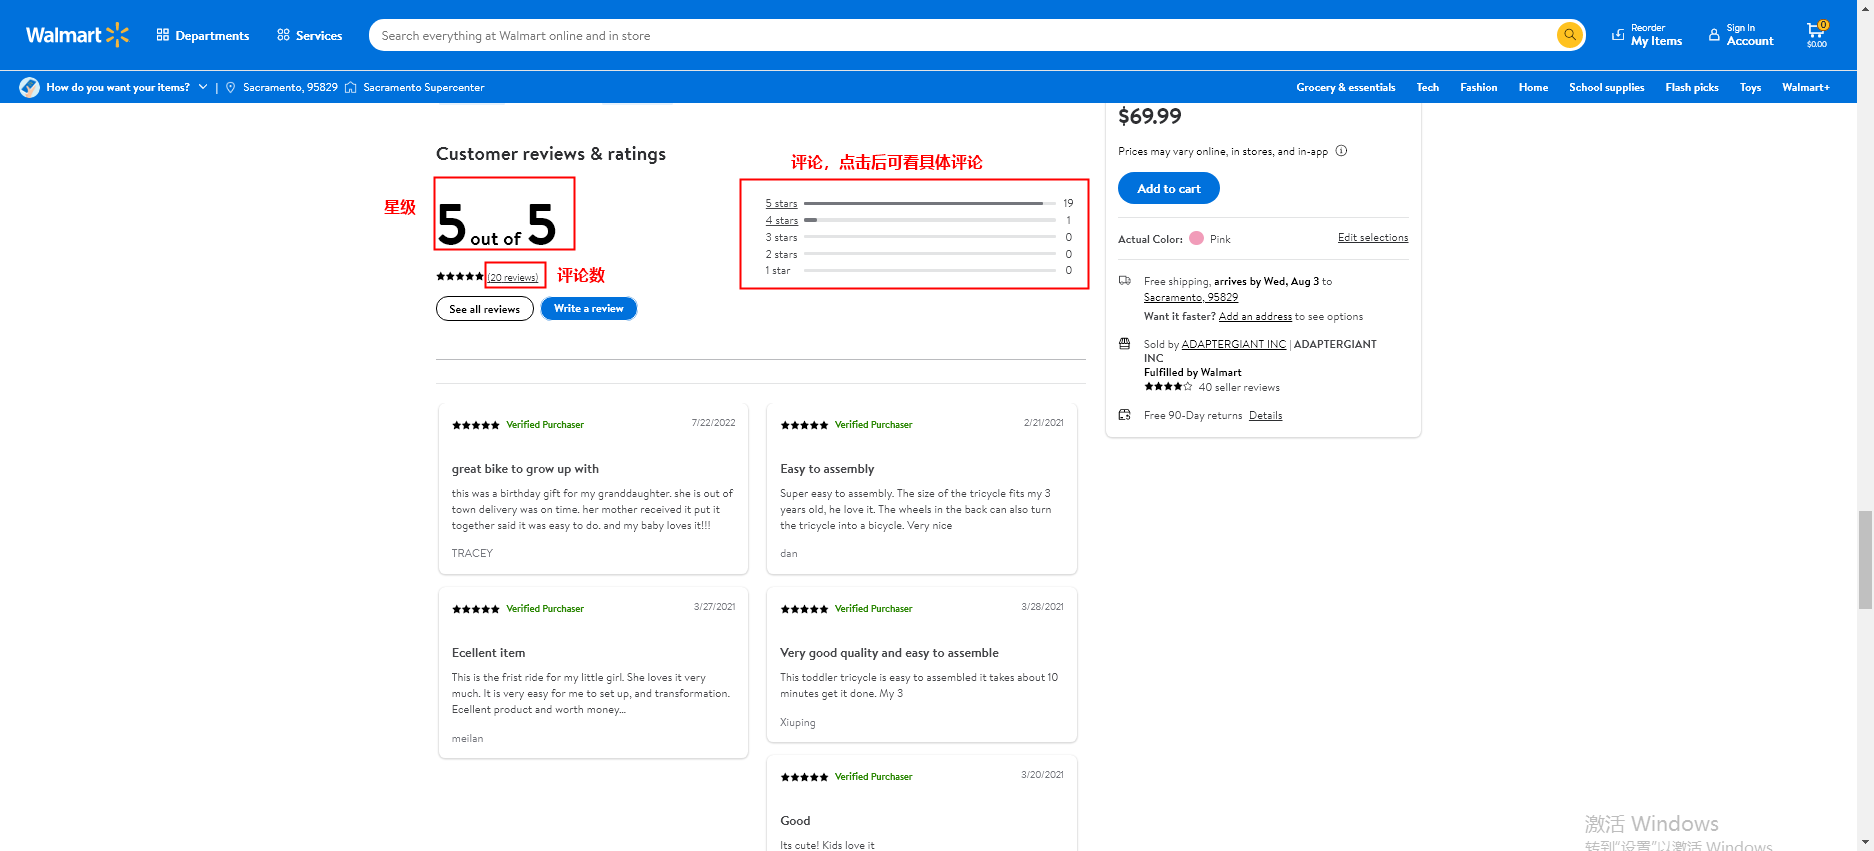 Walmart
Departments
Services
Search everything at Walmart online and in store
Reorder
My Items
Sign In
Account
0
$0.00
How do you want your items?
|
Sacramento, 95829
Sacramento Supercenter
Grocery & essentials
Tech
Fashion
Home
School supplies
Flash picks
Toys
Walmart+
Customer reviews & ratings
星级
5 out of 5
(20 reviews)
评论数
See all reviews
Write a review
评论，点击后可看具体评论
5 stars 19
4 stars 1
3 stars 0
2 stars 0
1 star 0
$69.99
Prices may vary online, in stores, and in-app
Add to cart
Actual Color: Pink
Edit selections
Free shipping, arrives by Wed, Aug 3 to
Sacramento, 95829
Want it faster? Add an address to see options
Sold by ADAPTERGIANT INC | ADAPTERGIANT
INC
Fulfilled by Walmart
40 seller reviews
Free 90-Day returns Details
Verified Purchaser 7/22/2022
great bike to grow up with
this was a birthday gift for my granddaughter. she is out of
town delivery was on time. her mother received it put it
together said it was easy to do. and my baby loves it!!!
TRACEY
Verified Purchaser 2/21/2021
Easy to assembly
Super easy to assembly. The size of the tricycle fits my 3
years old, he love it. The wheels in the back can also turn
the tricycle into a bicycle. Very nice
dan
Verified Purchaser 3/27/2021
Ecellent item
This is the frist ride for my little girl. She loves it very
much. It is very easy for me to set up, and transformation.
Ecellent product and worth money...
meilan
Verified Purchaser 3/28/2021
Very good quality and easy to assemble
This toddler tricycle is easy to assembled it takes about 10
minutes get it done. My 3
Xiuping
Verified Purchaser 3/20/2021
Good
Its cute! Kids love it
激活 Windows
转到"设置"以激活 Windows